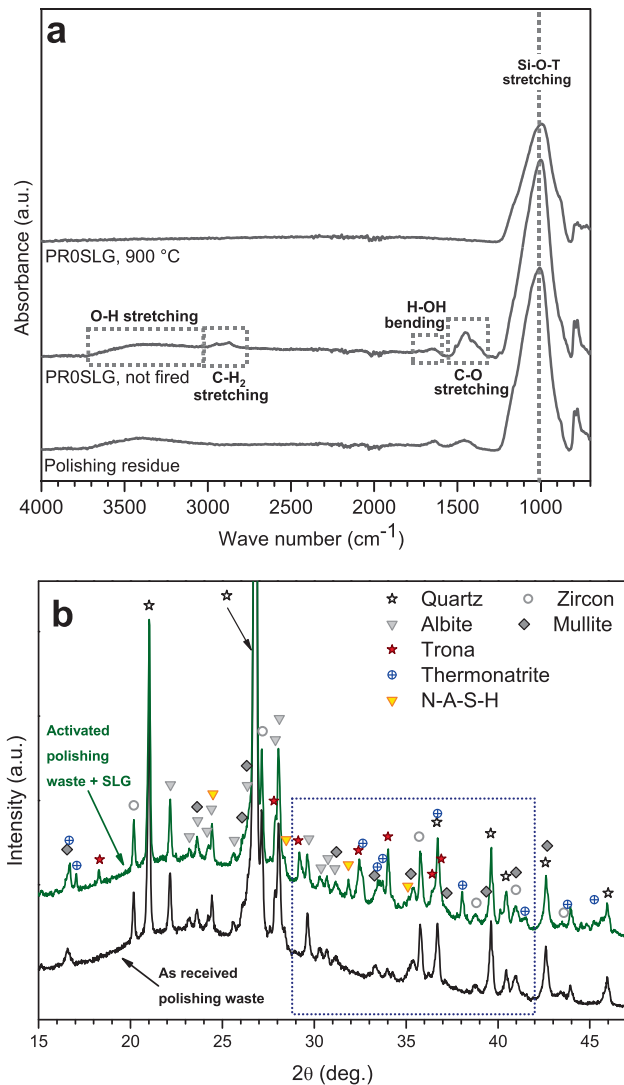 a
Si-O-T
stretching
Absorbance (a.u.)
PR0SLG, 900 °C
O-H stretching
H-OH
bending
C-H2
stretching
C-O
stretching
PR0SLG, not fired
Polishing residue
4000 3500 3000 2500 2000 1500 1000
Wave number (cm-1)
b
Quartz
Zircon
Albite
Mullite
Trona
Thermonatrite
N-A-S-H
Activated
polishing
waste + SLG
Intensity (a.u.)
As received
polishing waste
15 20 25 30 35 40 45
2θ (deg.)